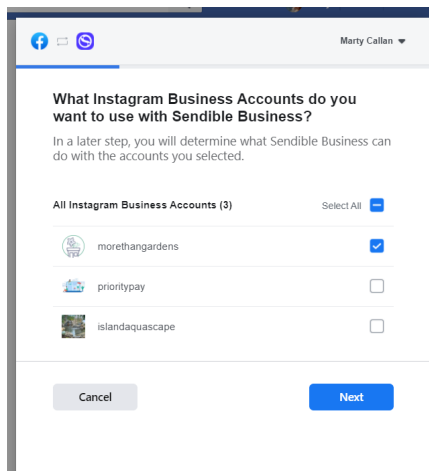 Marty Callan
What Instagram Business Accounts do you
want to use with Sendible Business?
In a later step, you will determine what Sendible Business can
do with the accounts you selected.
All Instagram Business Accounts (3) Select All
morethangardens
prioritypay
islandaquascape
Cancel Next